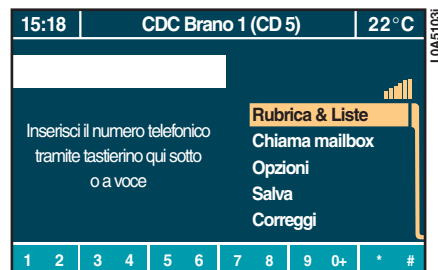 15:18 CDC Brano 1 (CD 5) 22°C
Inserisci il numero telefonico
tramite tastierino qui sotto
o a voce
Rubrica & Liste
Chiama mailbox
Opzioni
Salva
Correggi
1 2 3 4 5 6 7 8 9 0+ * #
L0A5103i